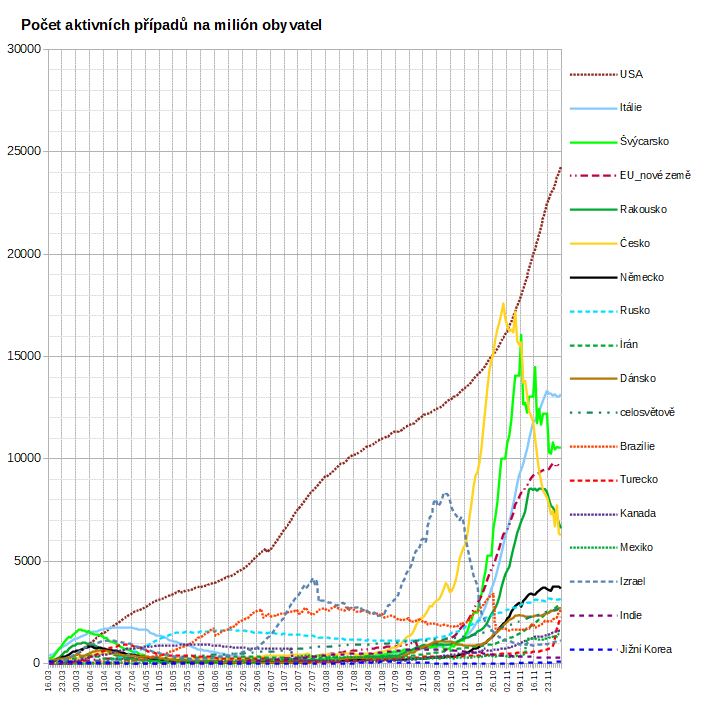 Počet aktivních případů na milión obyvatel
30000
25000
20000
15000
10000
5000
0
USA
Itálie
Švýcarsko
EU_nové země
Rakousko
Česko
Německo
Rusko
Írán
Dánsko
celosvětově
Brazílie
Turecko
Kanada
Mexiko
Izrael
Indie
Jižní Korea
16.03
23.03
30.03
06.04
13.04
20.04
27.04
04.05
11.05
18.05
25.05
01.06
08.06
15.06
22.06
29.06
06.07
13.07
20.07
27.07
03.08
10.08
17.08
24.08
31.08
07.09
14.09
21.09
28.09
05.10
12.10
19.10
26.10
02.11
09.11
16.11
23.11